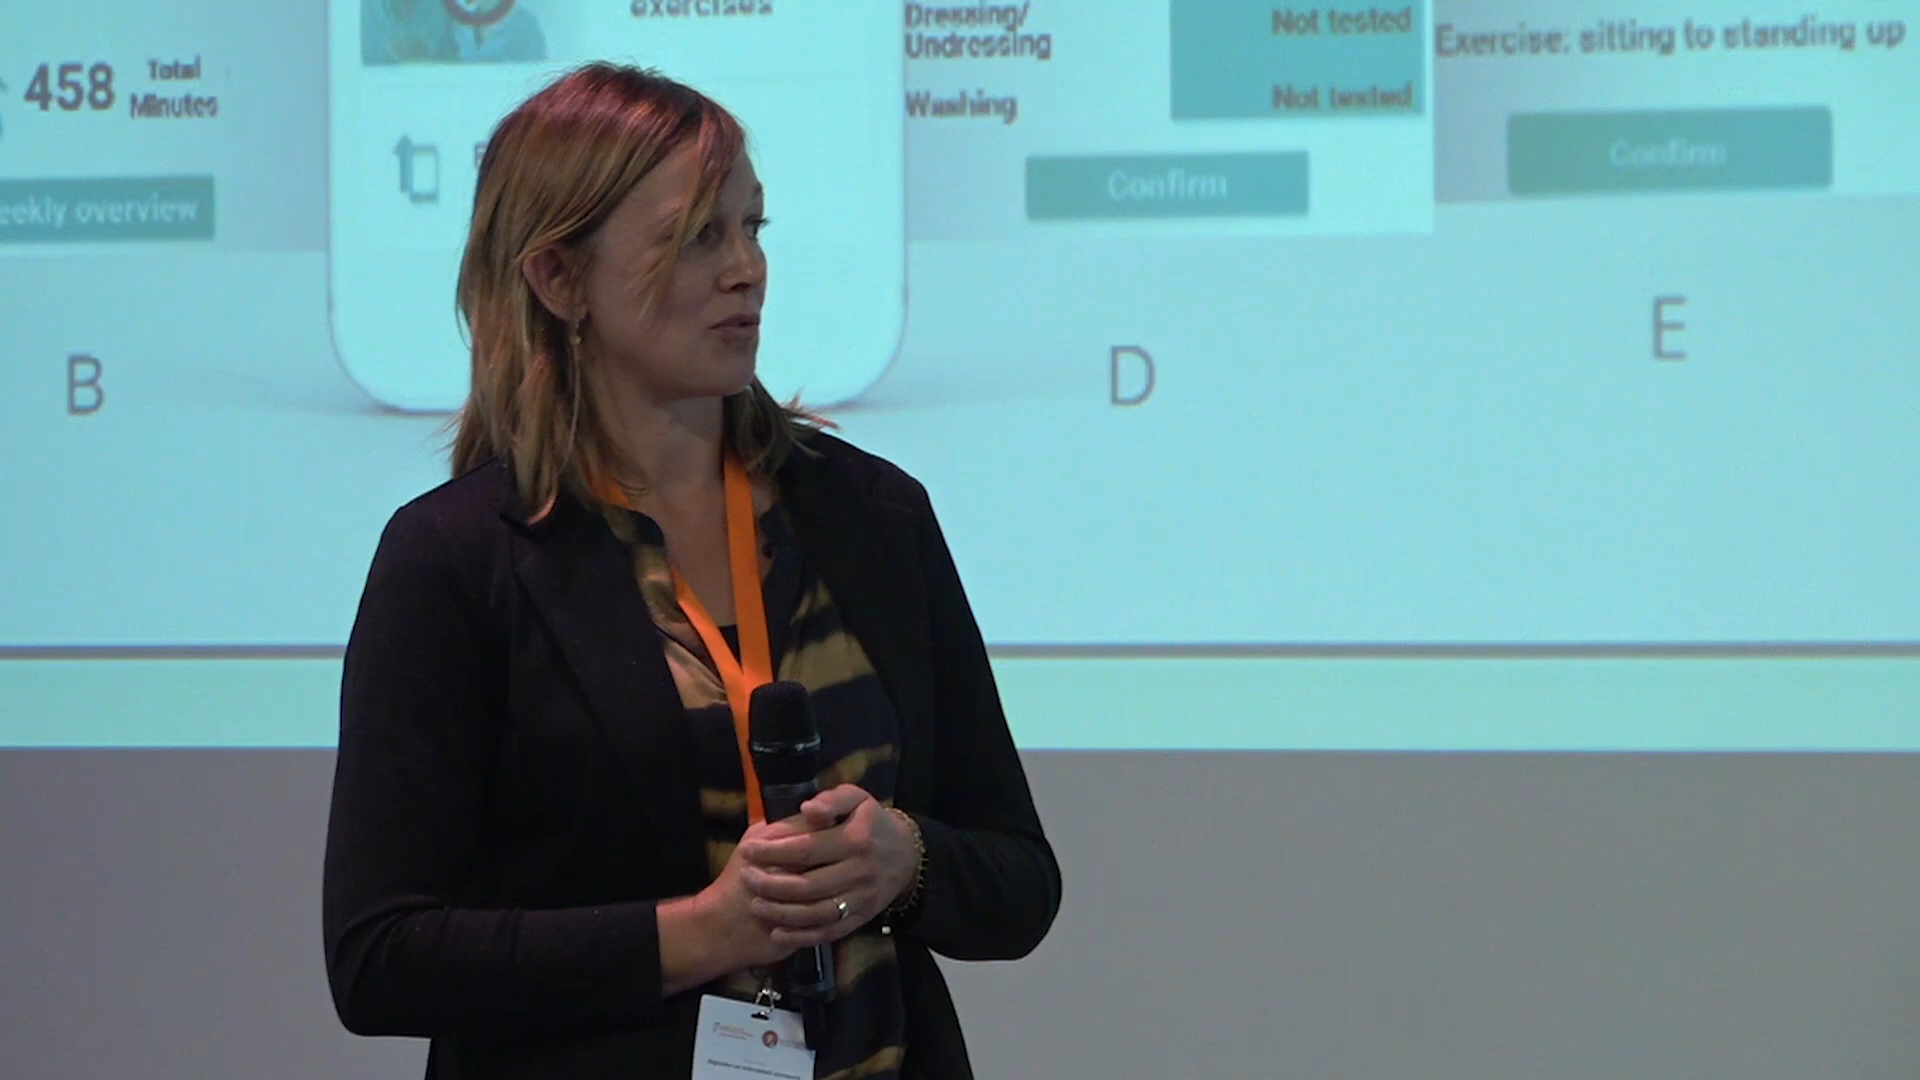 458
Total
Minutes
weekly overview
exercises
Dressing/
Undressing
Not tested
Washing
Not tested
Confirm
Exercise: sitting to standing up
Confirm
B
D
E